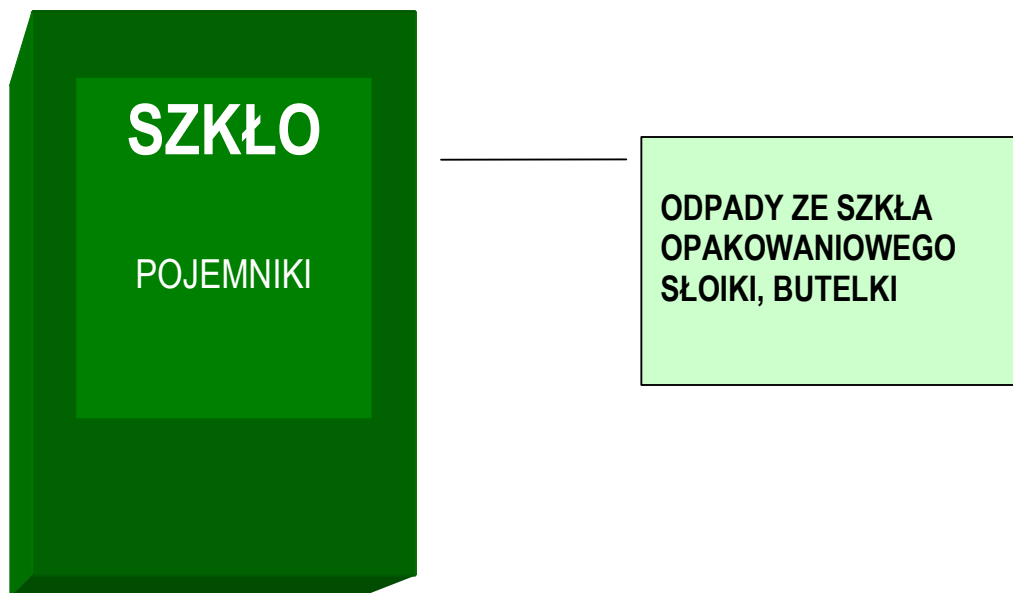 SZKŁO
POJEMNIKI
ODPADY ZE SZKŁA
OPAKOWANIOWEGO
SŁOIKI, BUTELKI